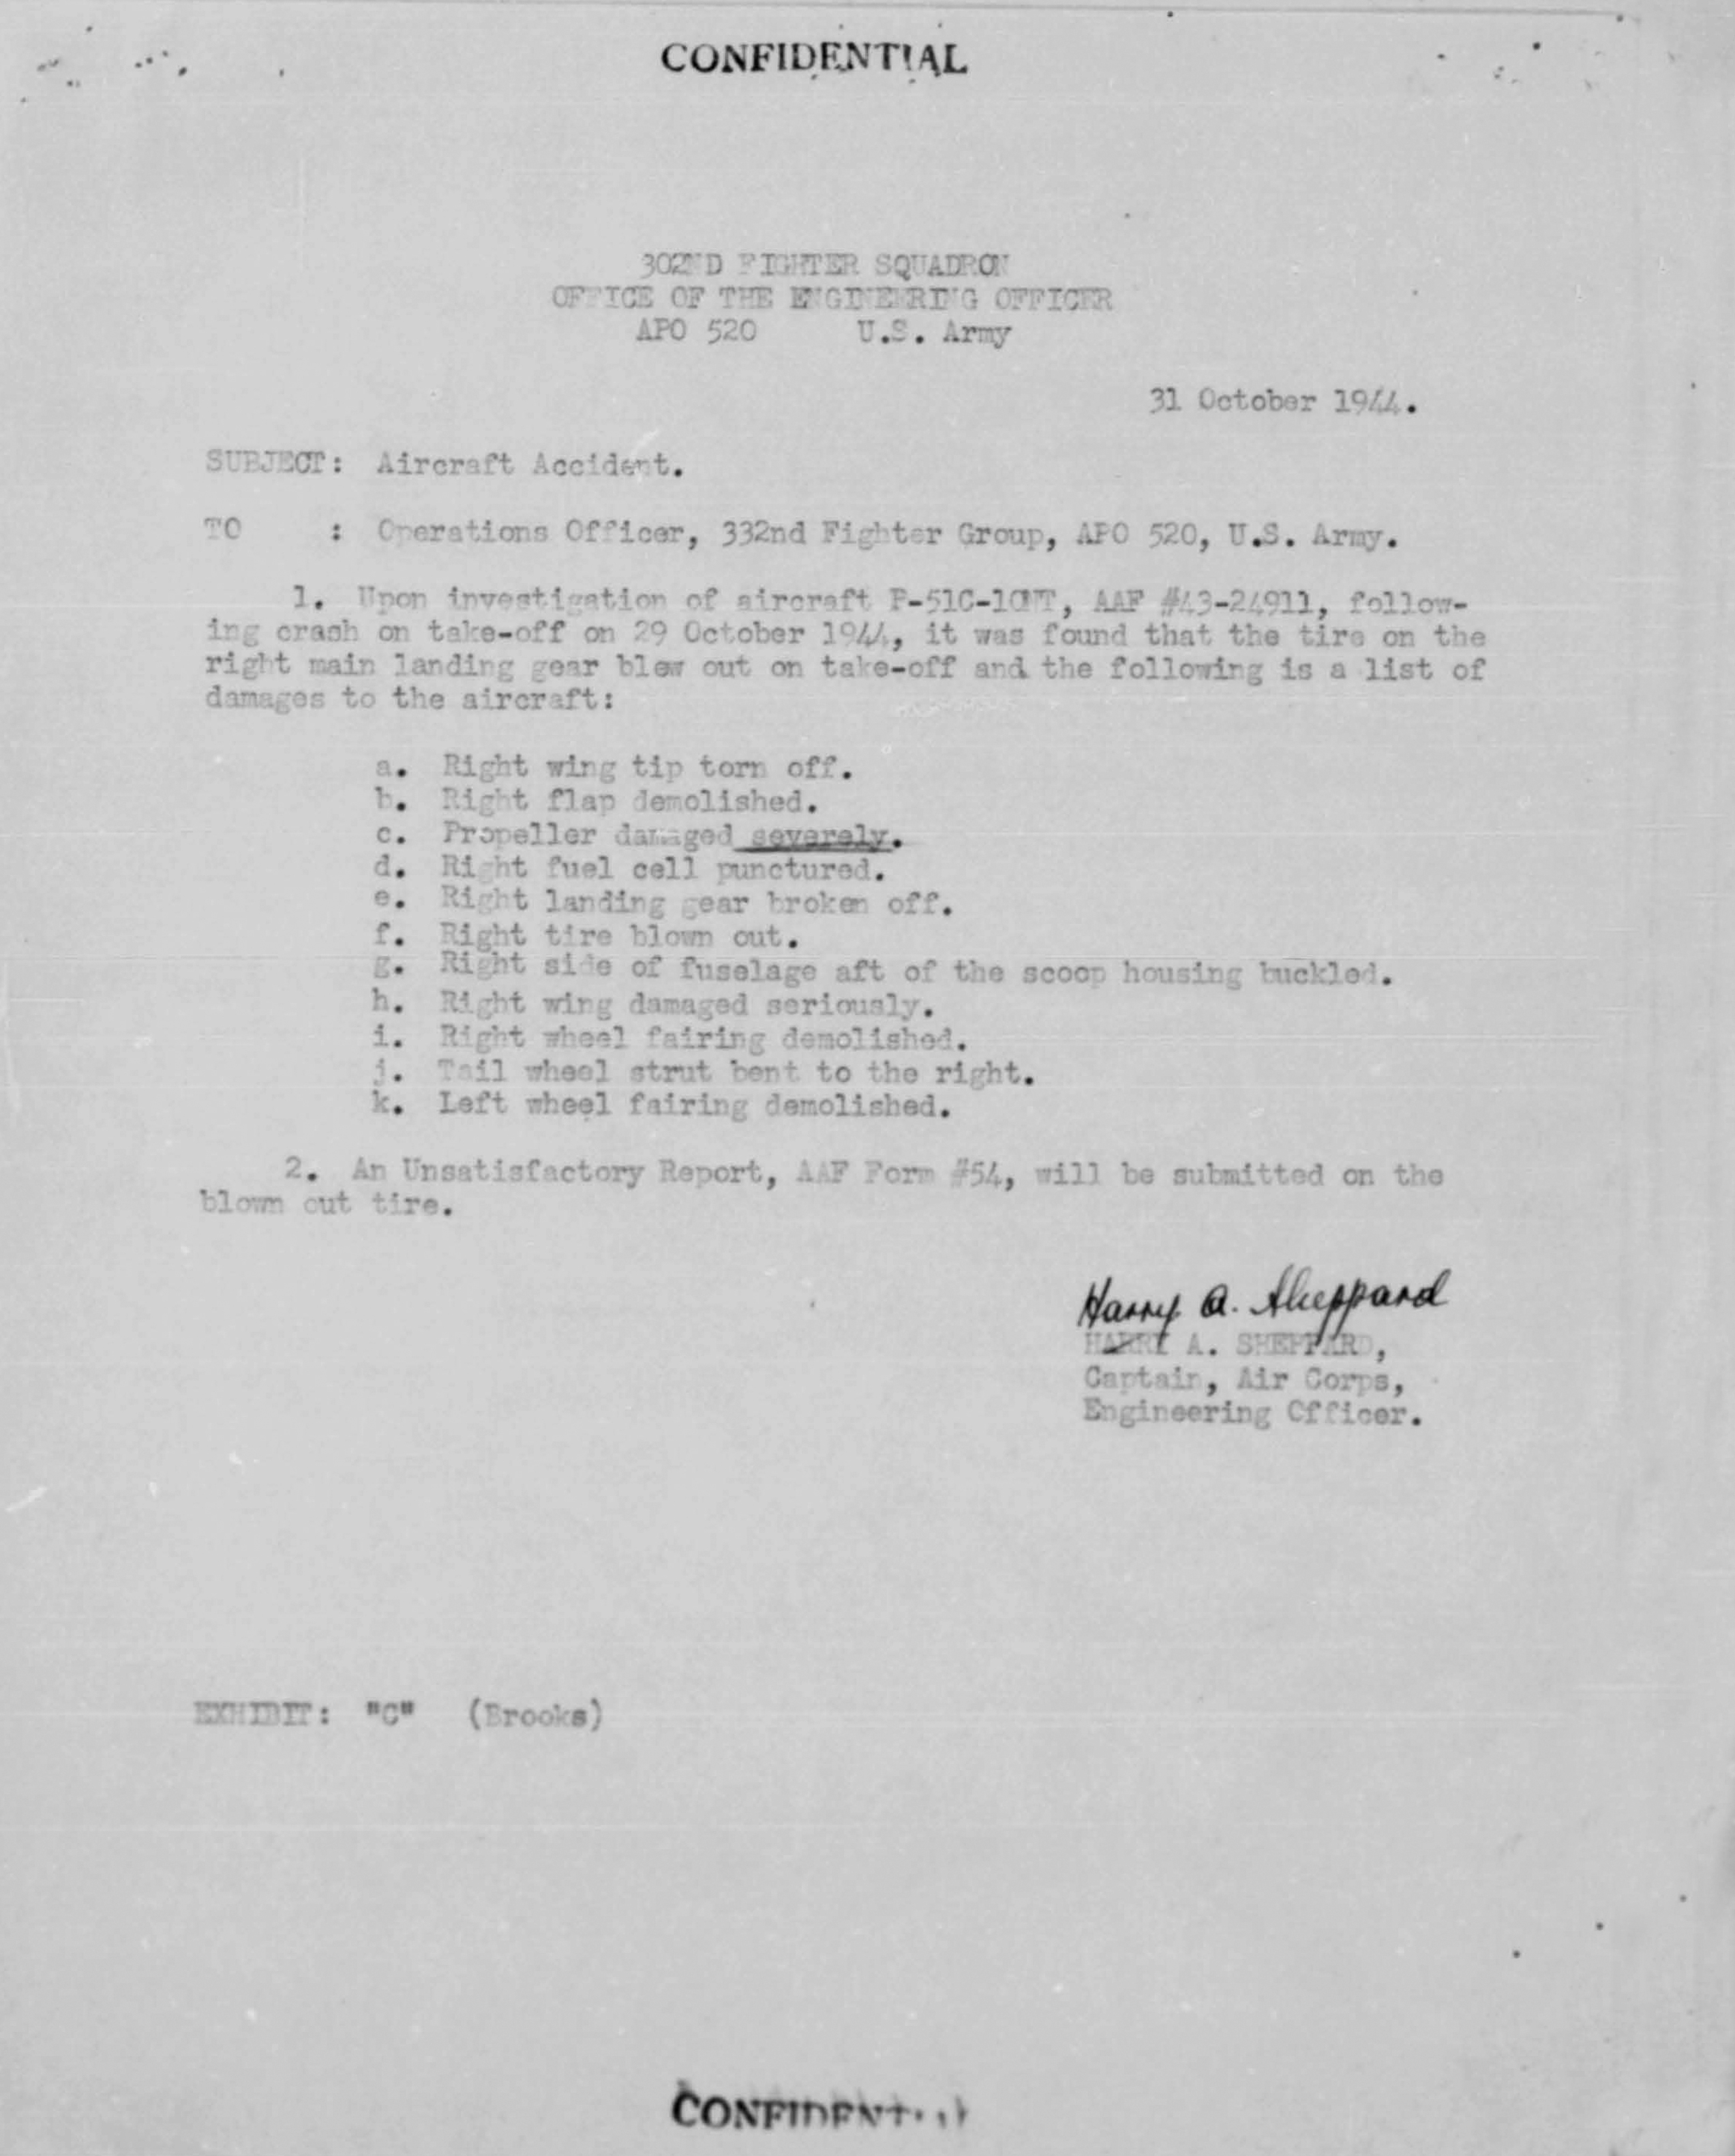 CONFIDENTIAL
302ND FIGHTER SQUADRON
OFFICE OF THE ENGINEERING OFFICER
APO 520 U.S. Army
31 October 1944.
SUBJECT: Aircraft Accident.
TO : Operations Officer, 332nd Fighter Group, APO 520, U.S. Army.
1. Upon investigation of aircraft P-51C-10NT, AAF #43-24911, follow-
ing crash on take-off on 29 October 1944, it was found that the tire on the
right main landing gear blew out on take-off and the following is a list of
damages to the aircraft:
a. Right wing tip torn off.
b. Right flap demolished.
c. Propeller damaged severely.
d. Right fuel cell punctured.
e. Right landing gear broken off.
f. Right tire blown out.
g. Right side of fuselage aft of the scoop housing buckled.
h. Right wing damaged seriously.
i. Right wheel fairing demolished.
j. Tail wheel strut bent to the right.
k. Left wheel fairing demolished.
2. An Unsatisfactory Report, AAF Form #54, will be submitted on the
blown out tire.
Harry A. Sheppard
HARRY A. SHEPPARD,
Captain, Air Corps,
Engineering Officer.
EXHIBIT: "C" (Brooks)
CONFIDENTIAL